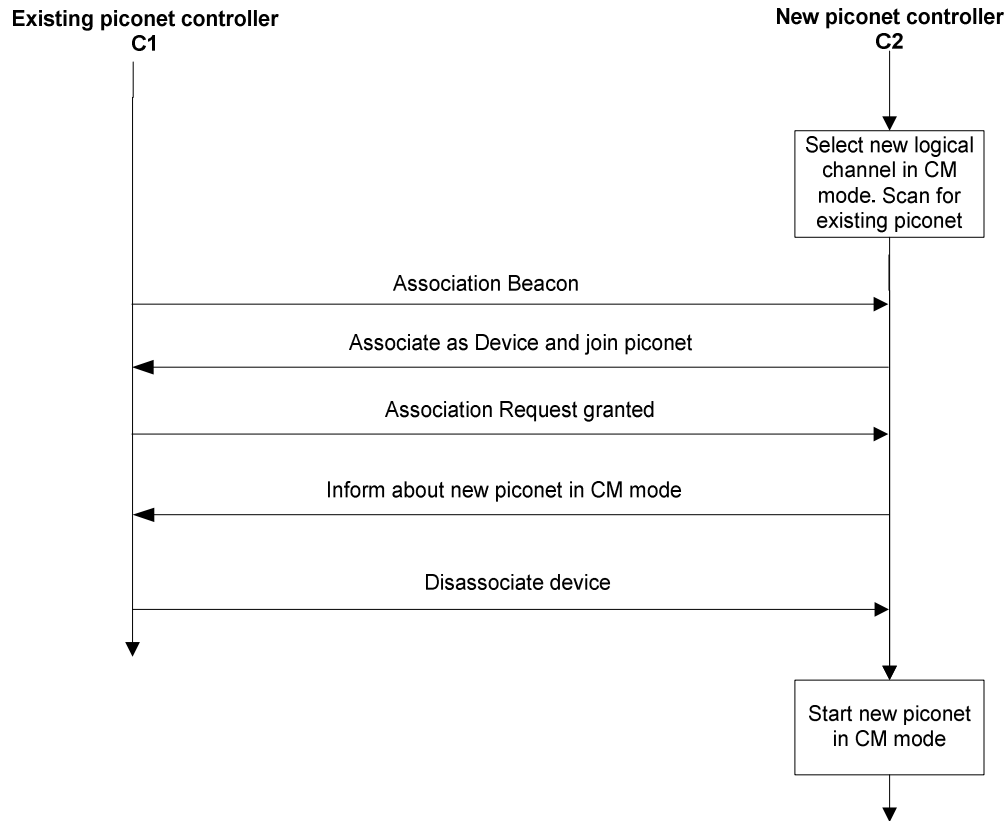 Existing piconet controller
C1
New piconet controller
C2
Select new logical
channel in CM
mode. Scan for
existing piconet
Association Beacon
Associate as Device and join piconet
Association Request granted
Inform about new piconet in CM mode
Disassociate device
Start new piconet
in CM mode